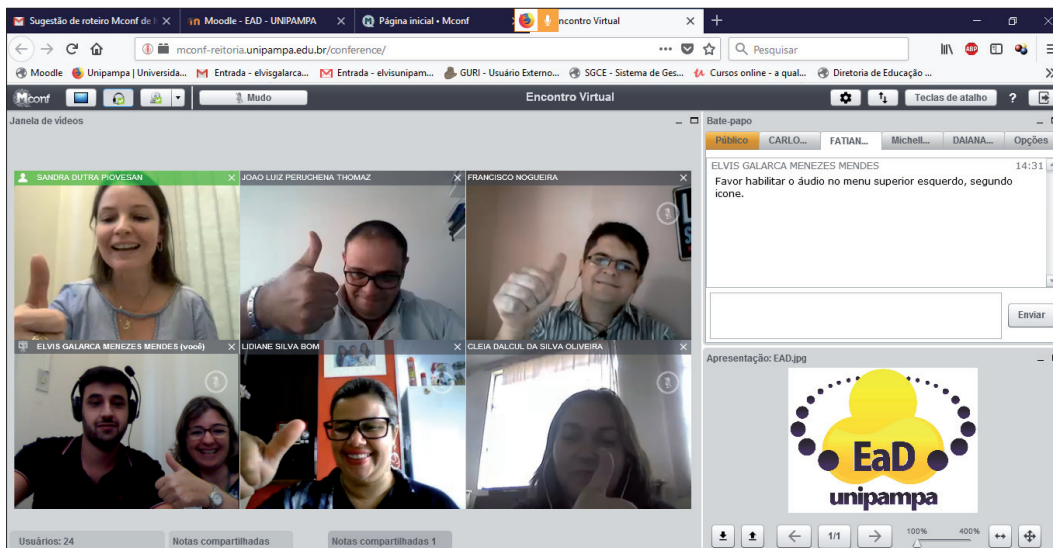 Sugestão de roteiro Mconf de
Moodle - EAD - UNIPAMPA
Página inicial • Mconf
ncontro Virtual
mconf-reitoria.unipampa.edu.br/conference/
Pesquisar
ABP
Moodle
Unipampa | Universida...
Entrada - elvisgalarca...
Entrada - elvisunipam...
GURI - Usuário Externo...
SGCE - Sistema de Ges...
Cursos online - a qual...
Diretoria de Educação ...
Mconf
Mudo
Encontro Virtual
Teclas de atalho
?
Janela de vídeos
SANDRA DUTRA PIOVESAN
JOAO LUIZ PERUCHENA THOMAZ
FRANCISCO NOGUEIRA
ELVIS GALARCA MENEZES MENDES (você)
LIDIANE SILVA BOM
CLEIA DALCUL DA SILVA OLIVEIRA
Usuários: 24
Notas compartilhadas
Notas compartilhadas 1
Bate-papo
Público
CARLO...
FATIAN...
Michell...
DAIANA...
Opções
ELVIS GALARCA MENEZES MENDES 14:31
Favor habilitar o áudio no menu superior esquerdo, segundo
icone.
Enviar
Apresentação: EAD.jpg
EaD
unipampa
1/1
100%
400%